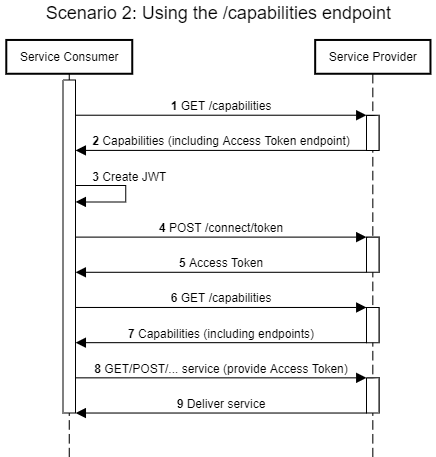 Scenario 2: Using the /capabilities endpoint
Service Consumer
Service Provider
1 GET /capabilities
2 Capabilities (including Access Token endpoint)
3 Create JWT
4 POST /connect/token
5 Access Token
6 GET /capabilities
7 Capabilities (including endpoints)
8 GET/POST/... service (provide Access Token)
9 Deliver service